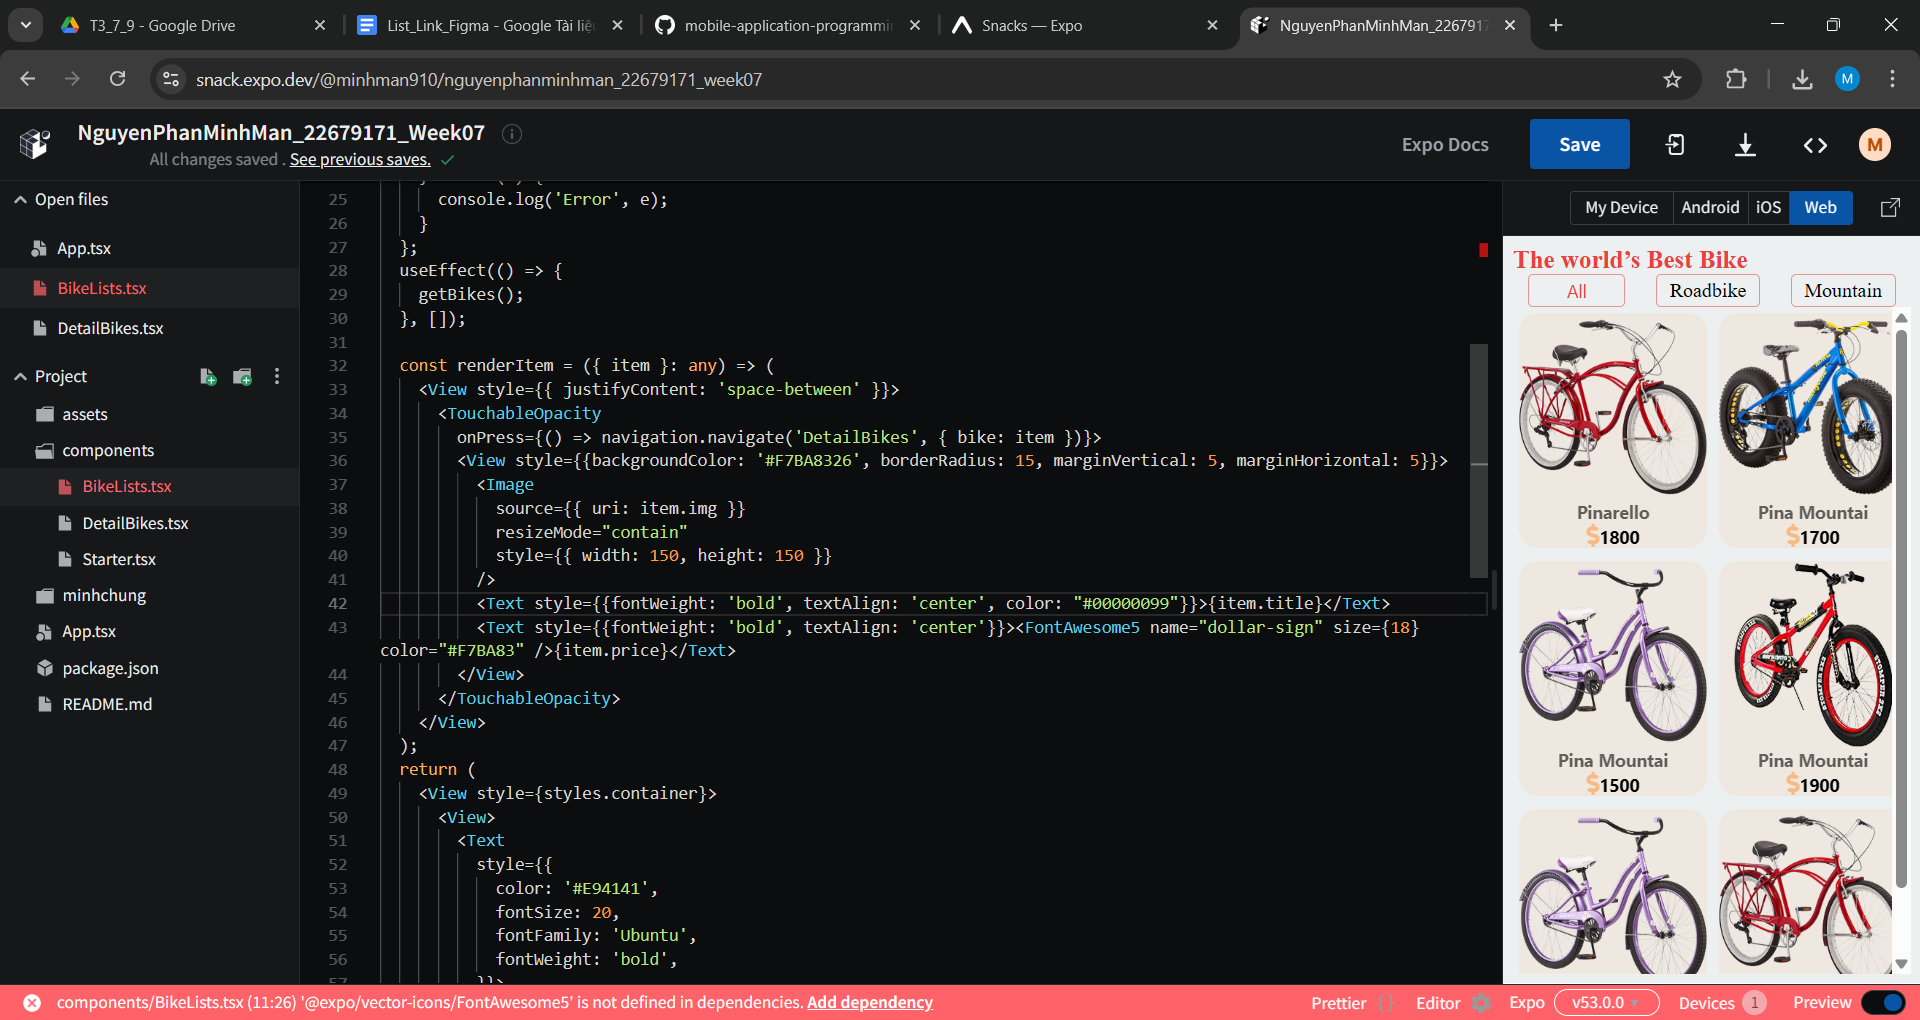 T3_7_9 - Google Drive
List_Link_Figma - Google Tài liệ
mobile-application-programmi
Snacks — Expo
NguyenPhanMinhMan_2267917
snack.expo.dev/@minhman910/nguyenphanminhman_22679171_week07
M
NguyenPhanMinhMan_22679171_Week07
All changes saved. See previous saves.
Expo Docs
Save
M
Open files
App.tsx
BikeLists.tsx
DetailBikes.tsx
Project
assets
components
BikeLists.tsx
DetailBikes.tsx
Starter.tsx
minhchung
App.tsx
package.json
README.md
25 console.log('Error', e);
26 }
27 };
28 useEffect(() => {
29 getBikes();
30 }, []);
31
32 const renderItem = ({ item }: any) => (
33 <View style={{ justifyContent: 'space-between' }}>
34 <TouchableOpacity
35 onPress={() => navigation.navigate('DetailBikes', { bike: item })}>
36 <View style={{backgroundColor: '#F7BA8326', borderRadius: 15, marginVertical: 5, marginHorizontal: 5}}>
37 <Image
38 source={{ uri: item.img }}
39 resizeMode="contain"
40 style={{ width: 150, height: 150 }}
41 />
42 <Text style={{fontWeight: 'bold', textAlign: 'center', color: "#00000099"}}>{item.title}</Text>
43 <Text style={{fontWeight: 'bold', textAlign: 'center'}}><FontAwesome5 name="dollar-sign" size={18}
color="#F7BA83" />{item.price}</Text>
44 </View>
45 </TouchableOpacity>
46 </View>
47 );
48 return (
49 <View style={styles.container}>
50 <View>
51 <Text
52 style={{
53 color: '#E94141',
54 fontSize: 20,
55 fontFamily: 'Ubuntu',
56 fontWeight: 'bold',
57 }}>
My Device
Android
iOS
Web
The world’s Best Bike
All
Roadbike
Mountain
Pinarello
$1800
Pina Mountai
$1700
Pina Mountai
$1500
Pina Mountai
$1900
components/BikeLists.tsx (11:26) '@expo/vector-icons/FontAwesome5' is not defined in dependencies. Add dependency
Prettier
Editor
Expo
v53.0.0
Devices
1
Preview